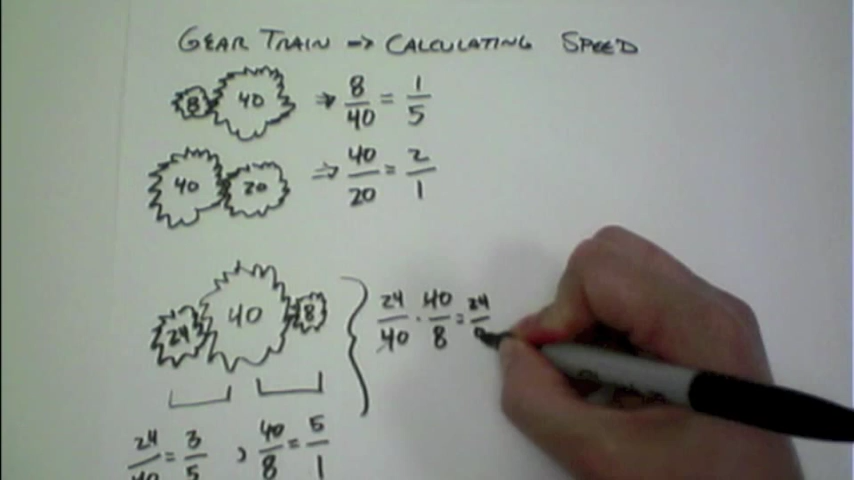 GEAR TRAIN → CALCULATING SPEED
8 40 ⇒ 8/40 = 1/5
40 20 ⇒ 40/20 = 2/1
24 40 8 } 24/40 · 40/8 = 24/
24/40 = 3/5 , 40/8 = 5/1